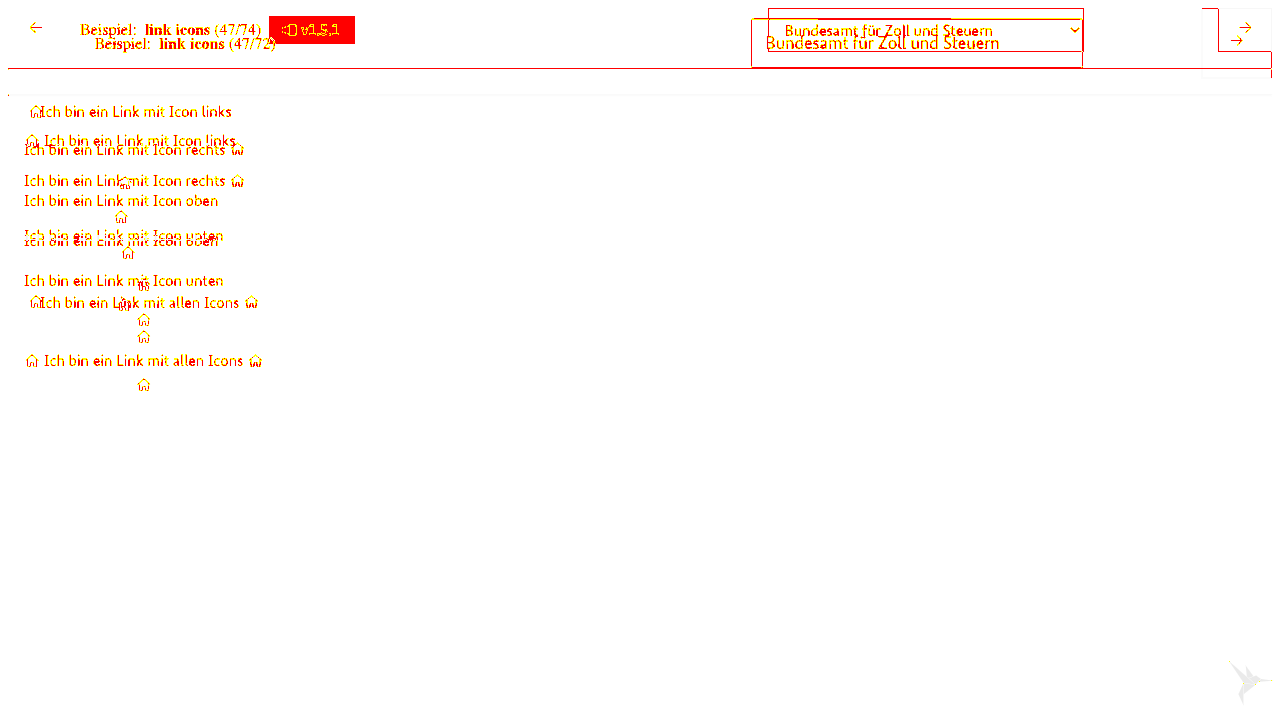 Beispiel: link icons (47/74) v1.5.1 Bundesamt für Zoll und Steuern
Beispiel: link icons (47/72) Bundesamt für Zoll und Steuern
Ich bin ein Link mit Icon links
Ich bin ein Link mit Icon links
Ich bin ein Link mit Icon rechts
Ich bin ein Link mit Icon rechts
Ich bin ein Link mit Icon oben
Ich bin ein Link mit Icon unten
Ich bin ein Link mit Icon oben
Ich bin ein Link mit Icon unten
Ich bin ein Link mit allen Icons
Ich bin ein Link mit allen Icons